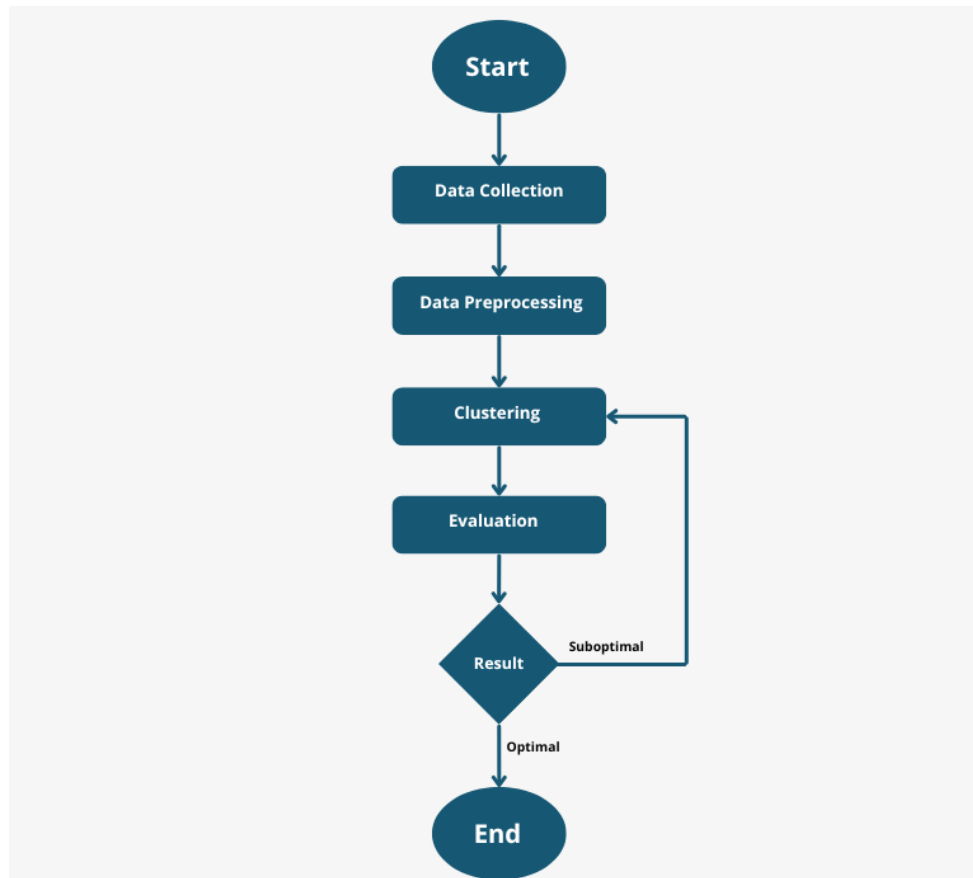 Start
Data Collection
Data Preprocessing
Clustering
Evaluation
Suboptimal
Result
Optimal
End